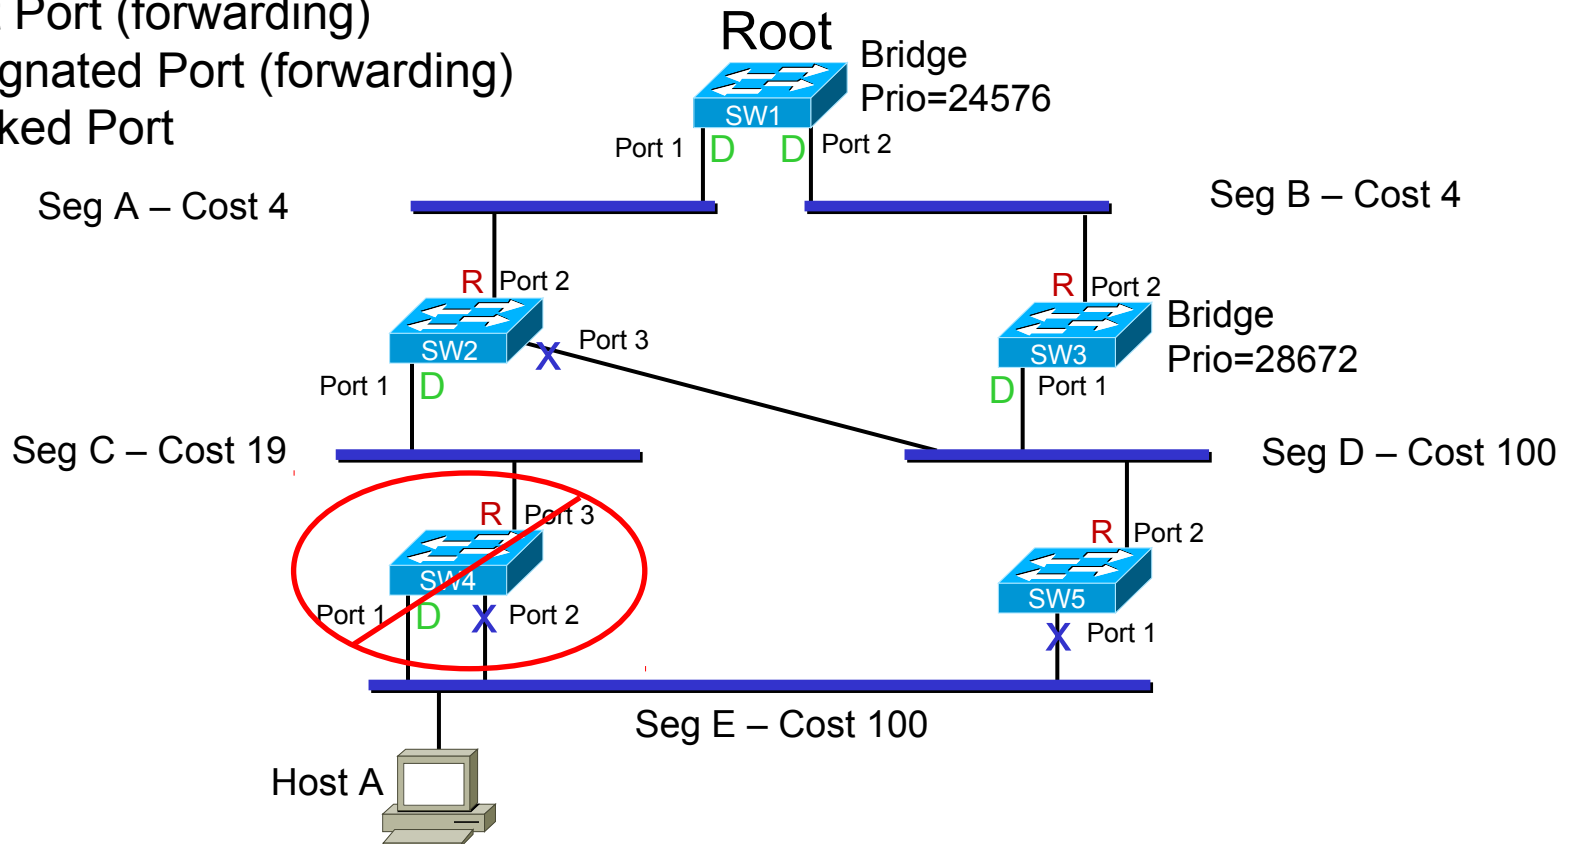 Port (forwarding)
gnated Port (forwarding)
ked Port
Root
Bridge
Prio=24576
SW1
Port 1
D
D
Port 2
Seg A – Cost 4
Seg B – Cost 4
R
Port 2
R
Port 2
SW2
X
Port 3
SW3
Bridge
Prio=28672
Port 1
D
D
Port 1
Seg C – Cost 19
Seg D – Cost 100
R
Port 3
R
Port 2
SW4
SW5
Port 1
D
X
Port 2
X
Port 1
Seg E – Cost 100
Host A